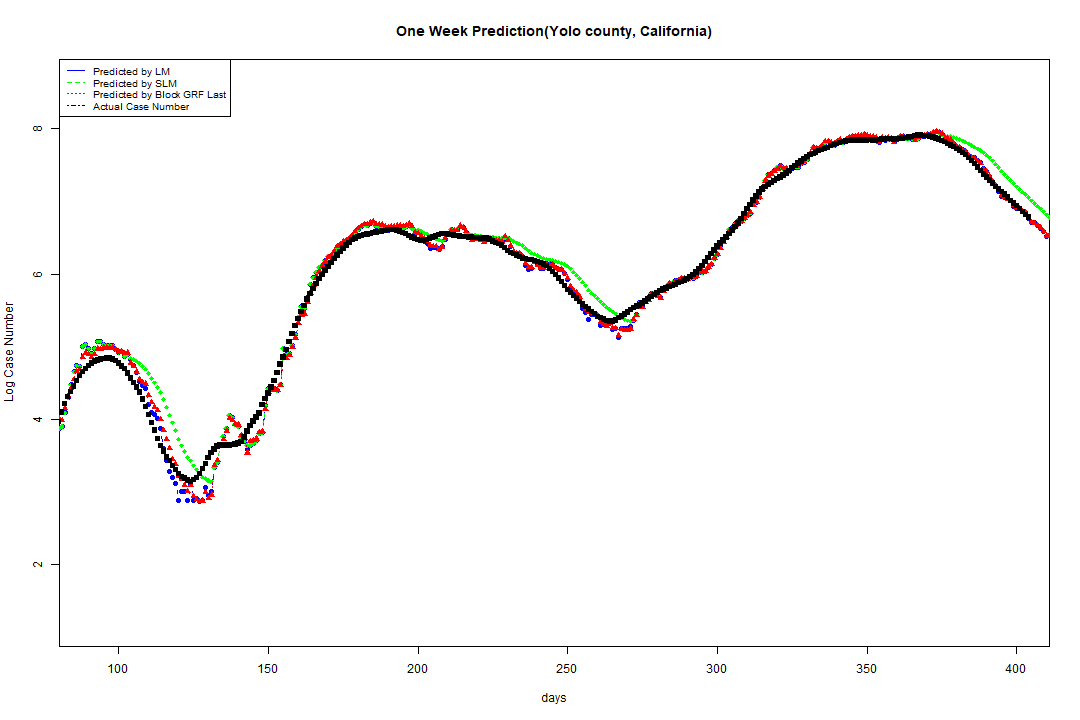 One Week Prediction(Yolo county, California)
Predicted by LM
Predicted by SLM
Predicted by Block GRF Last
Actual Case Number
8
6
4
2
Log Case Number
100 150 200 250 300 350 400
days